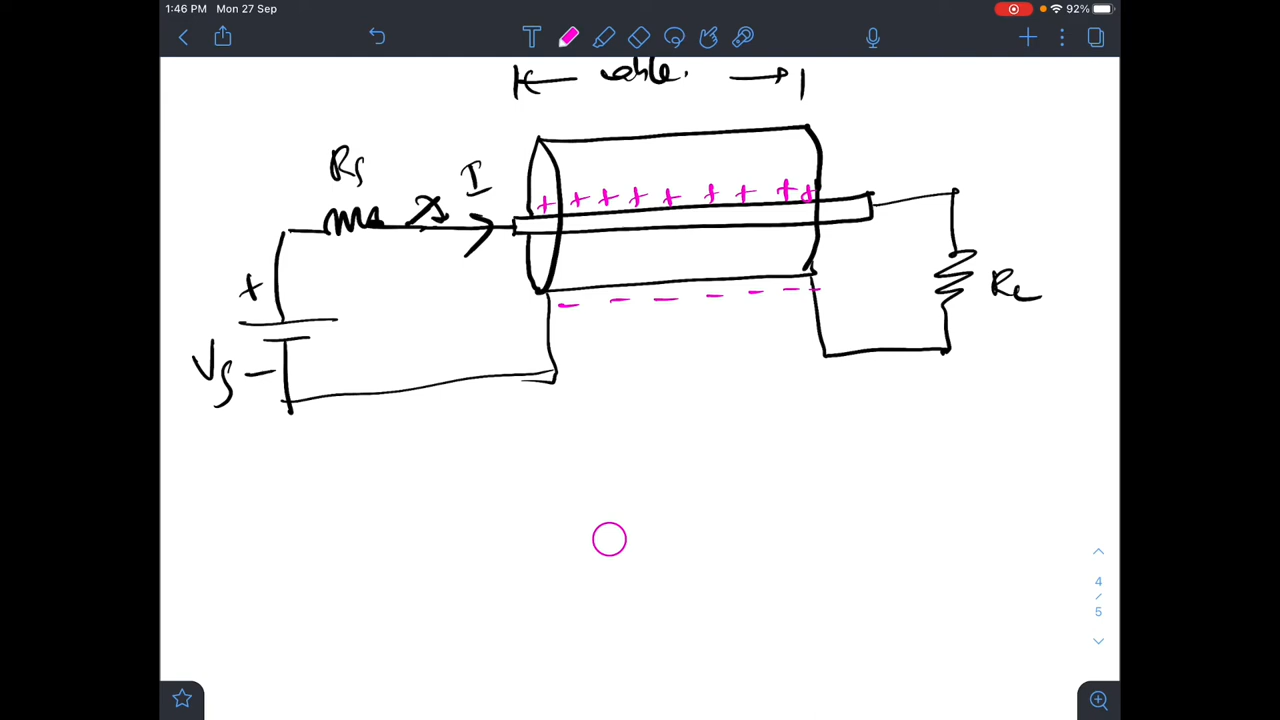 1:46 PM Mon 27 Sep
92%
T
cable.
Rs
I
+ + + + + + + + +
+
RL
- - - - - - -
Vs -
4
/
5